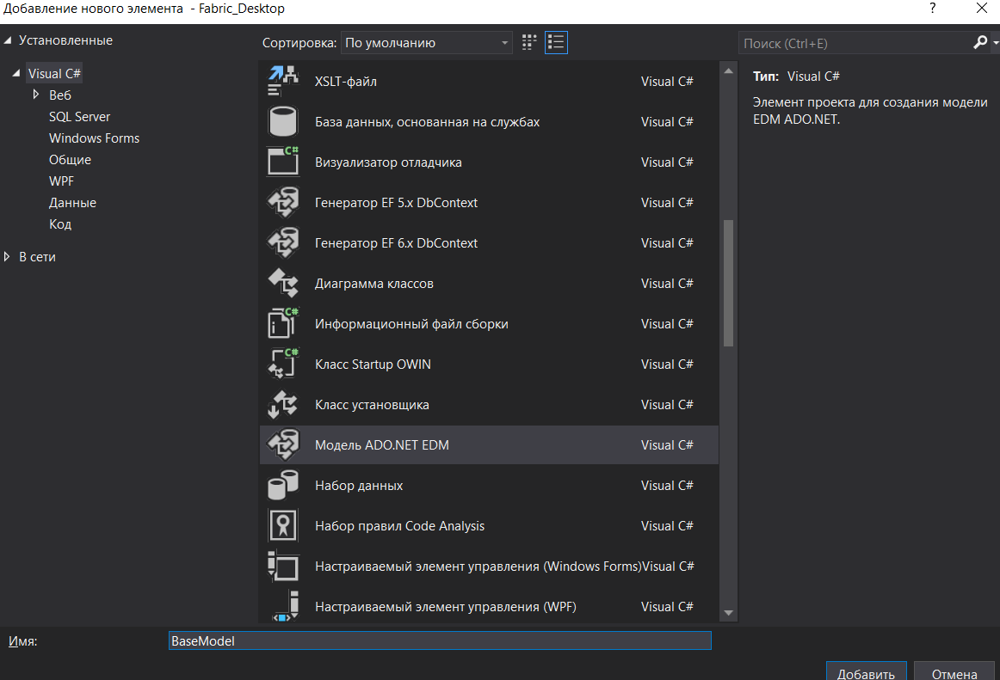 Добавление нового элемента - Fabric_Desktop
?
Установленные
Visual C#
Веб
SQL Server
Windows Forms
Общие
WPF
Данные
Код
В сети
Сортировка: По умолчанию
XSLT-файл Visual C#
База данных, основанная на службах Visual C#
Визуализатор отладчика Visual C#
Генератор EF 5.x DbContext Visual C#
Генератор EF 6.x DbContext Visual C#
Диаграмма классов Visual C#
Информационный файл сборки Visual C#
Класс Startup OWIN Visual C#
Класс установщика Visual C#
Модель ADO.NET EDM Visual C#
Набор данных Visual C#
Набор правил Code Analysis Visual C#
Настраиваемый элемент управления (Windows Forms) Visual C#
Настраиваемый элемент управления (WPF) Visual C#
Поиск (Ctrl+E)
Тип: Visual C#
Элемент проекта для создания модели
EDM ADO.NET.
Имя: BaseModel
Добавить Отмена